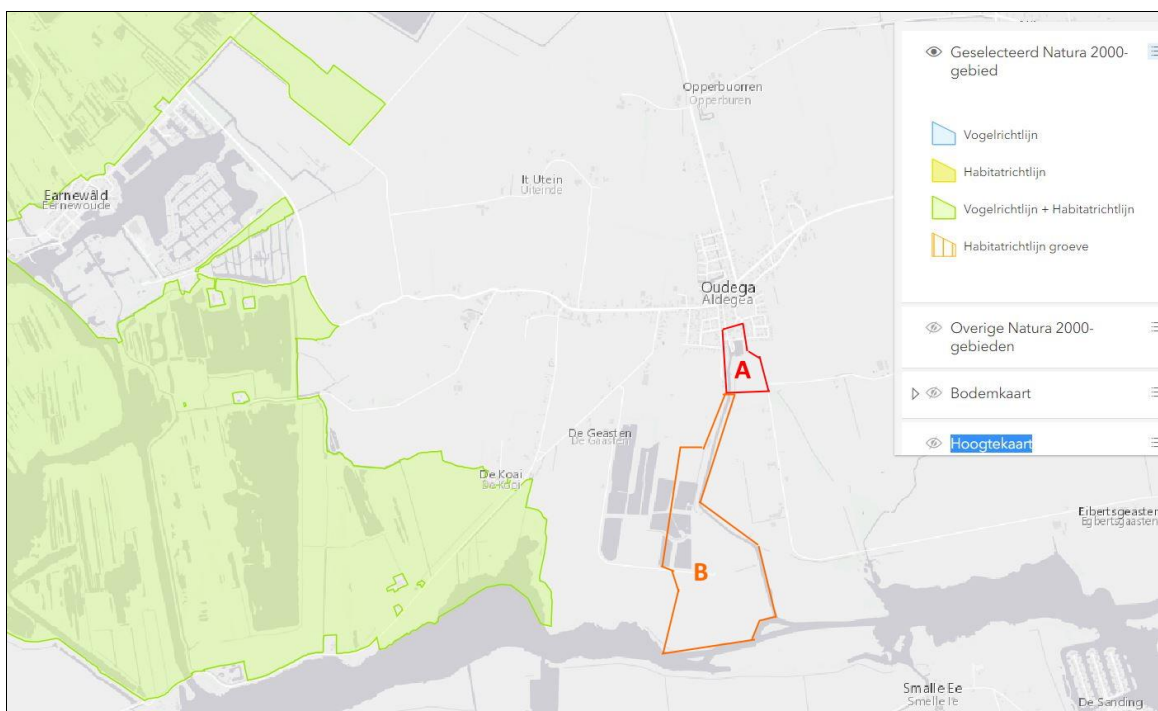 Geselecteerd Natura 2000-
gebied
Vogelrichtlijn
Habitatrichtlijn
Vogelrichtlijn + Habitatrichtlijn
Habitatrichtlijn groeve
Overige Natura 2000-
gebieden
Bodemkaart
Hoogtekaart
Opperbuorren
Opperburen
It Utein
Uiteinde
Earnewâld
Eernewoude
Oudega
Aldegea
A
De Geasten
De Gaasten
De Koai
De Kooi
B
Eibertsgeasten
Egbertsgaasten
Smalle Ee
Smelle Ie
De Sanding